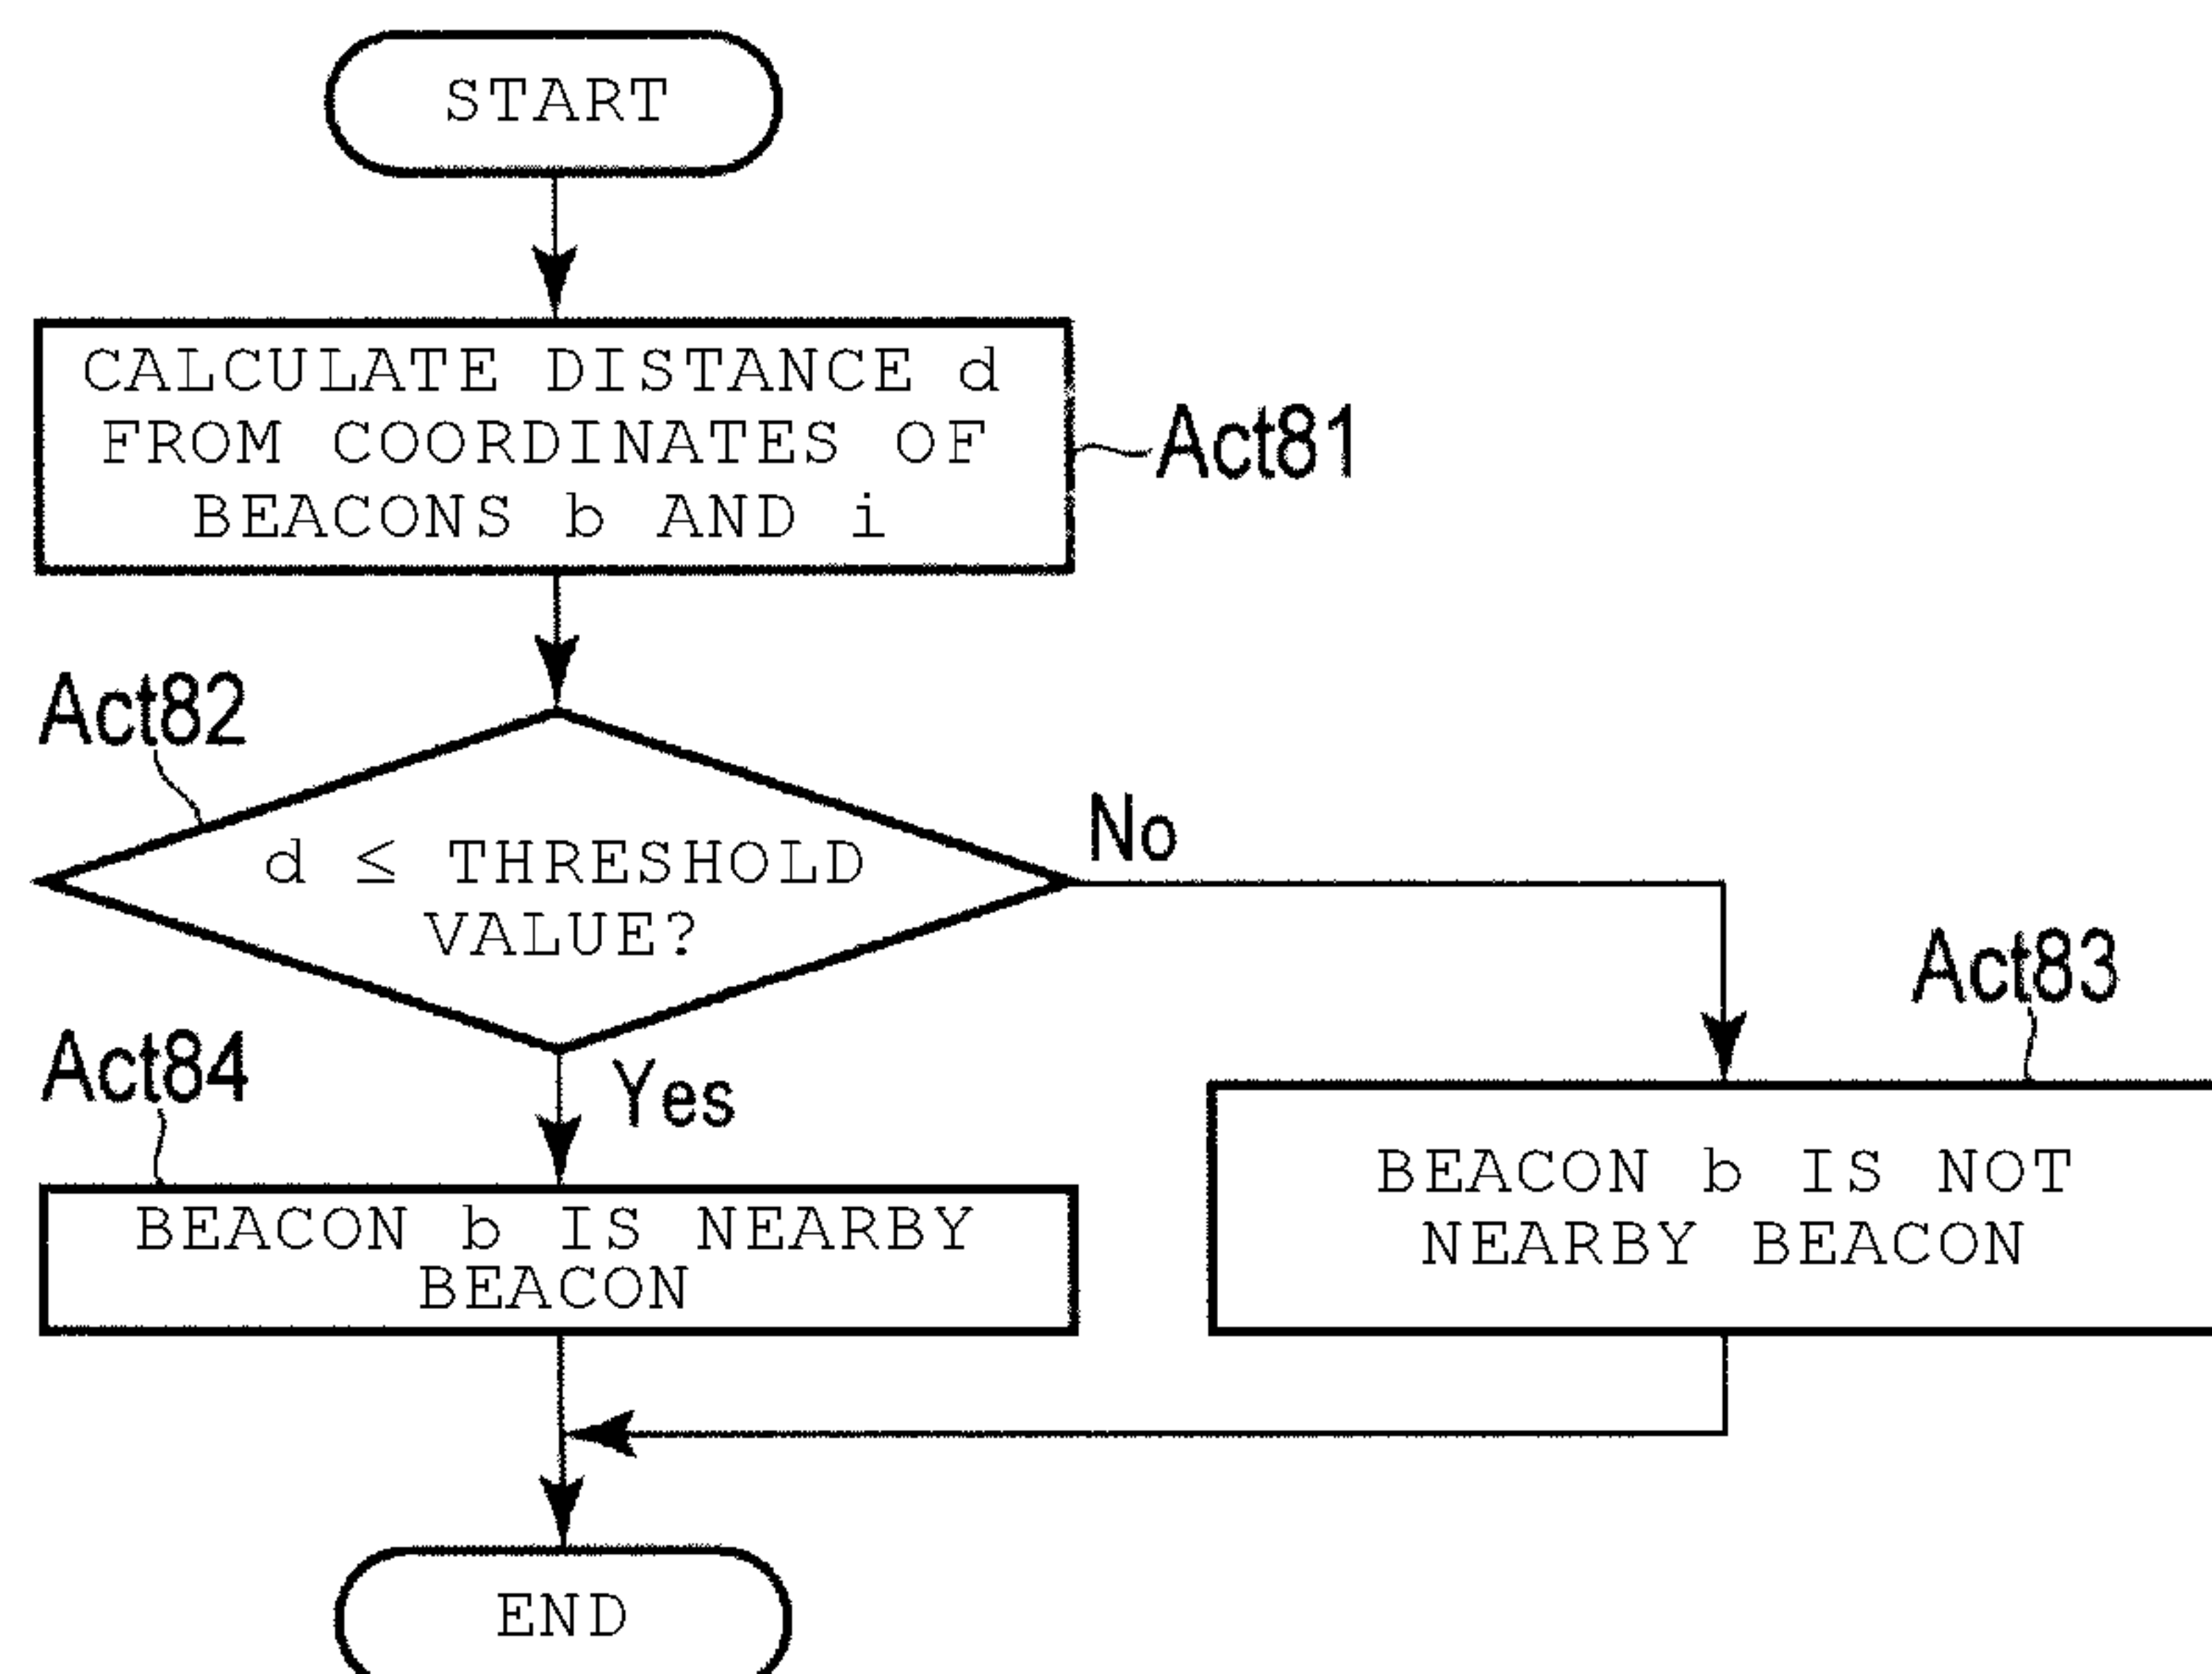 START
CALCULATE DISTANCE d
FROM COORDINATES OF
BEACONS b AND i
Act81
Act82
d ≤ THRESHOLD
VALUE?
No
Act83
Act84
Yes
BEACON b IS NEARBY
BEACON
BEACON b IS NOT
NEARBY BEACON
END